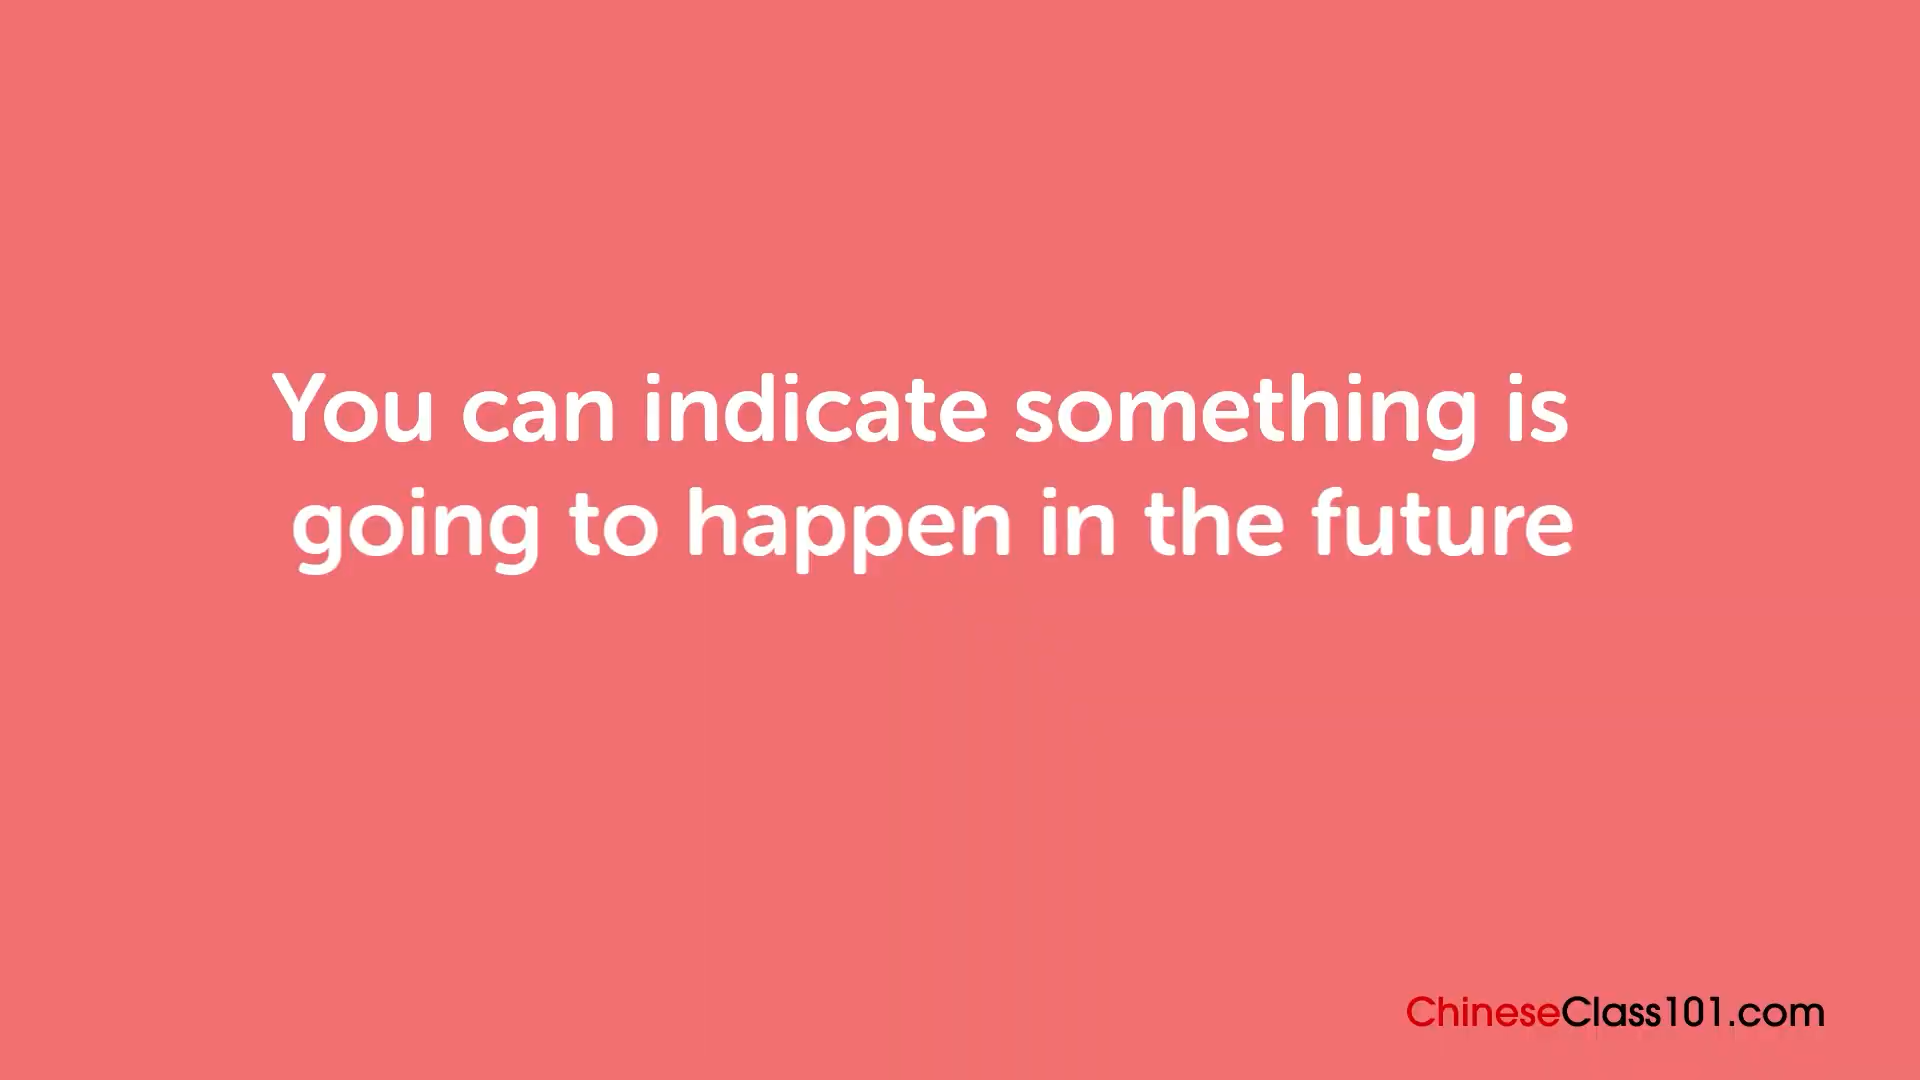 You can indicate something is
going to happen in the future
ChineseClass101.com